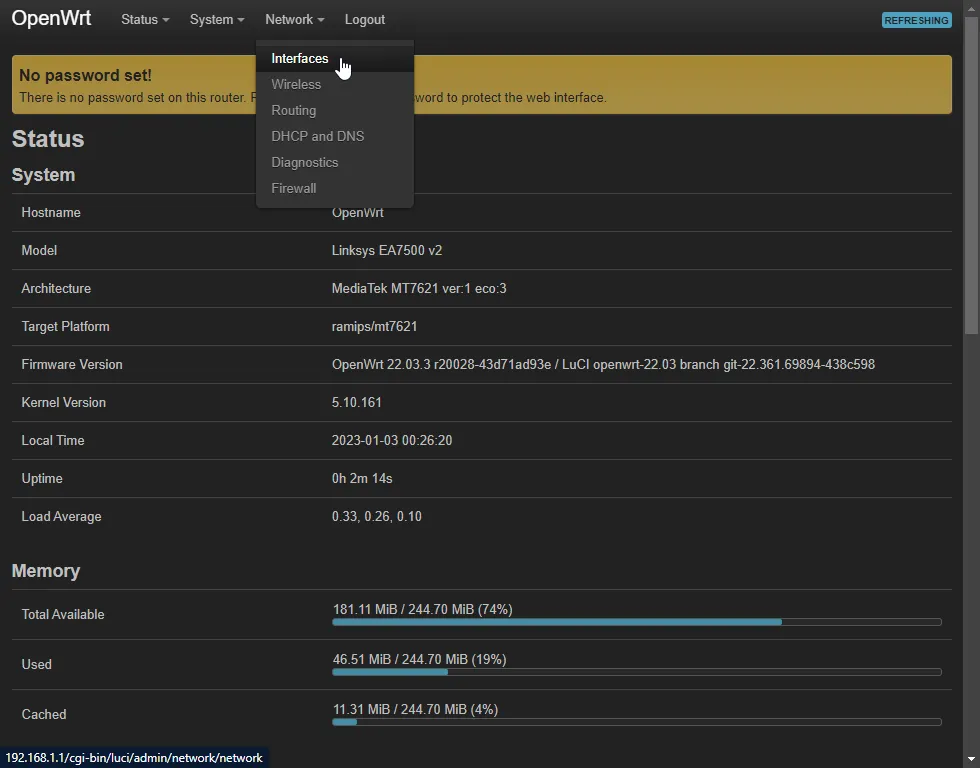 OpenWrt Status System Network Logout REFRESHING
Interfaces
Wireless
Routing
DHCP and DNS
Diagnostics
Firewall
No password set!
There is no password set on this router. word to protect the web interface.
Status
System
Hostname OpenWrt
Model Linksys EA7500 v2
Architecture MediaTek MT7621 ver:1 eco:3
Target Platform ramips/mt7621
Firmware Version OpenWrt 22.03.3 r20028-43d71ad93e / LuCI openwrt-22.03 branch git-22.361.69894-438c598
Kernel Version 5.10.161
Local Time 2023-01-03 00:26:20
Uptime 0h 2m 14s
Load Average 0.33, 0.26, 0.10
Memory
Total Available 181.11 MiB / 244.70 MiB (74%)
Used 46.51 MiB / 244.70 MiB (19%)
Cached 11.31 MiB / 244.70 MiB (4%)
192.168.1.1/cgi-bin/luci/admin/network/network